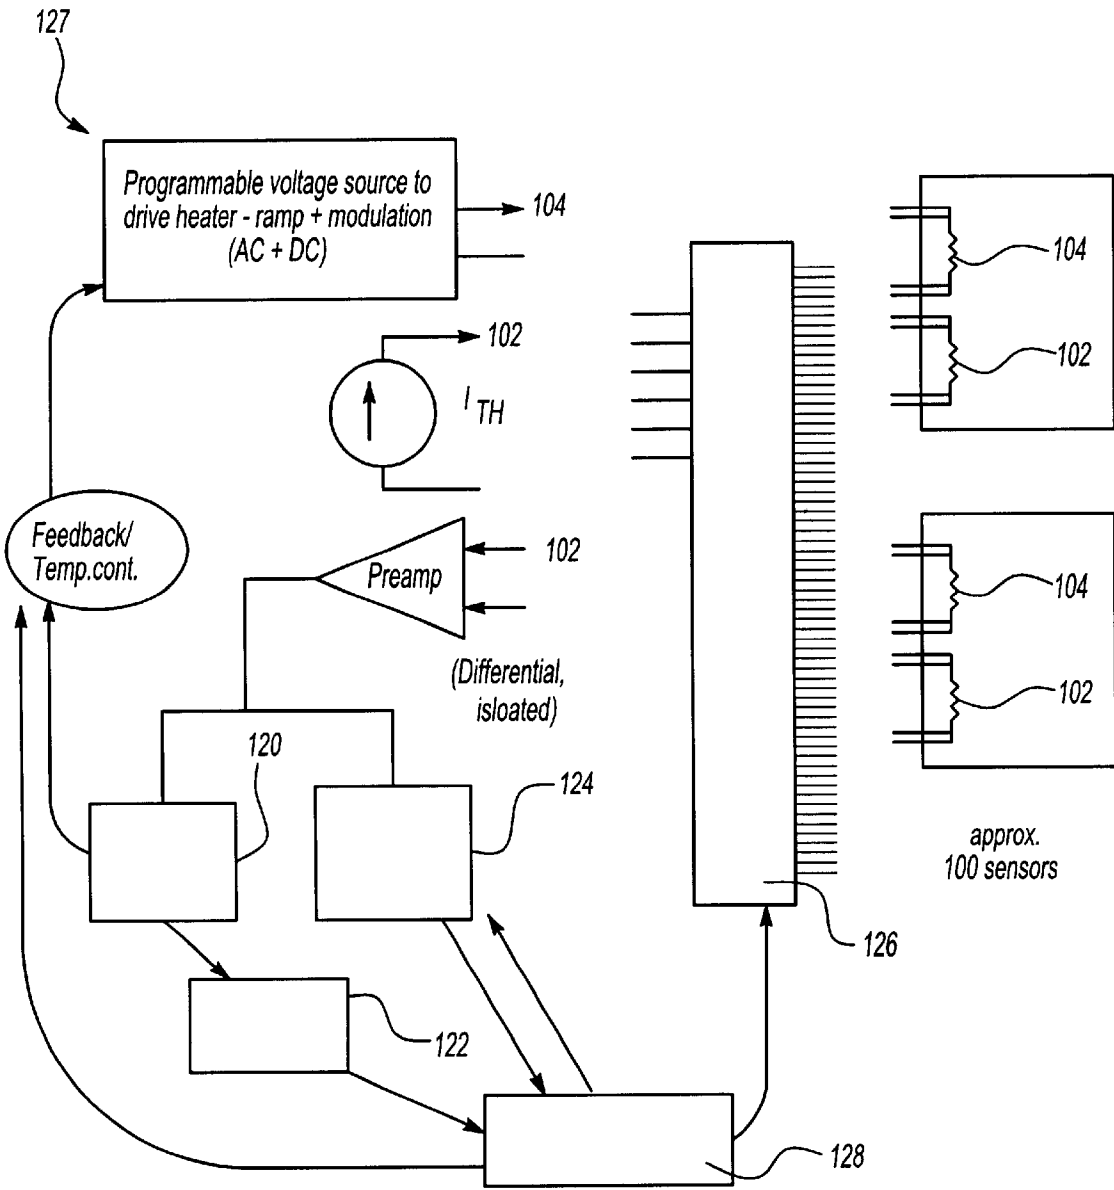 127
Programmable voltage source to
drive heater - ramp + modulation
(AC + DC)
104
102
I TH
Feedback/
Temp.cont.
Preamp
102
(Differential,
isloated)
120
124
122
126
128
104
102
104
102
approx.
100 sensors